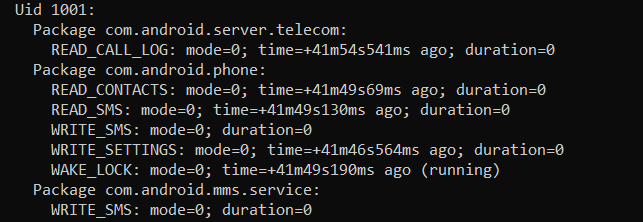 Uid 1001:
Package com.android.server.telecom:
READ_CALL_LOG: mode=0; time=+41m54s541ms ago; duration=0
Package com.android.phone:
READ_CONTACTS: mode=0; time=+41m49s69ms ago; duration=0
READ_SMS: mode=0; time=+41m49s130ms ago; duration=0
WRITE_SMS: mode=0; duration=0
WRITE_SETTINGS: mode=0; time=+41m46s564ms ago; duration=0
WAKE_LOCK: mode=0; time=+41m49s190ms ago (running)
Package com.android.mms.service:
WRITE_SMS: mode=0; duration=0